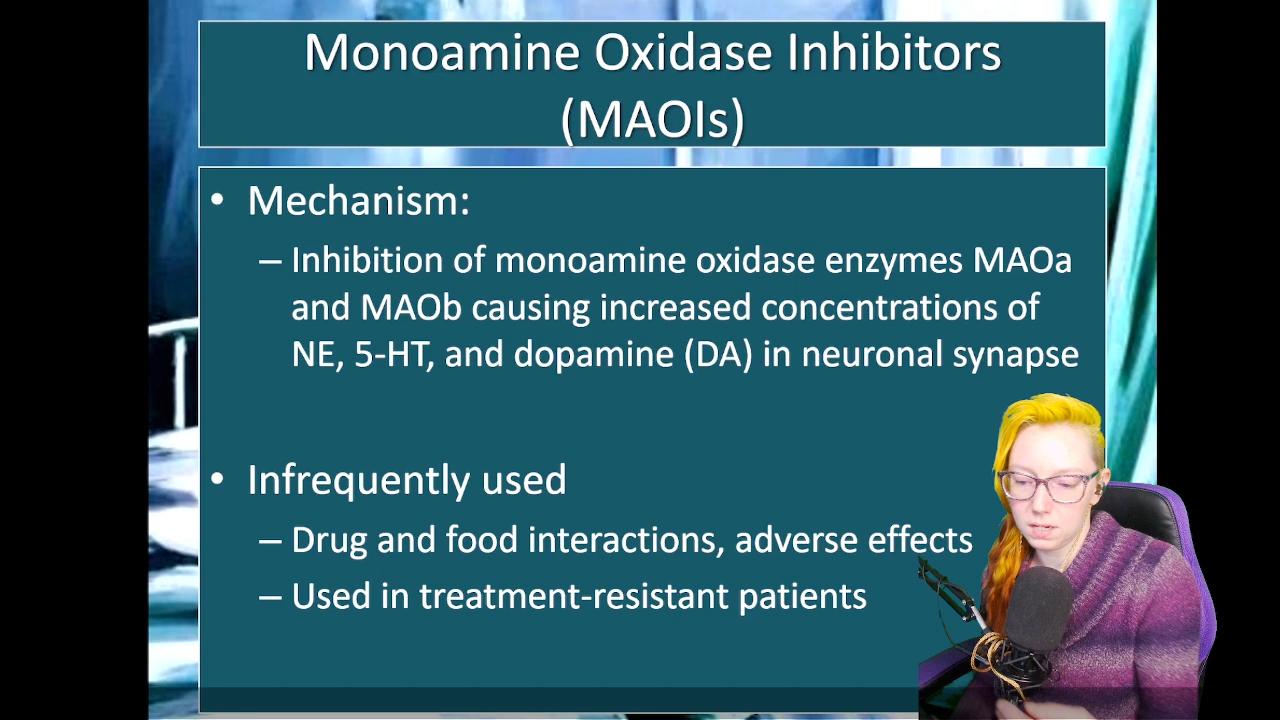 Monoamine Oxidase Inhibitors
(MAOIs)
• Mechanism:
– Inhibition of monoamine oxidase enzymes MAOa
and MAOb causing increased concentrations of
NE, 5-HT, and dopamine (DA) in neuronal synapse
• Infrequently used
– Drug and food interactions, adverse effects
– Used in treatment-resistant patients